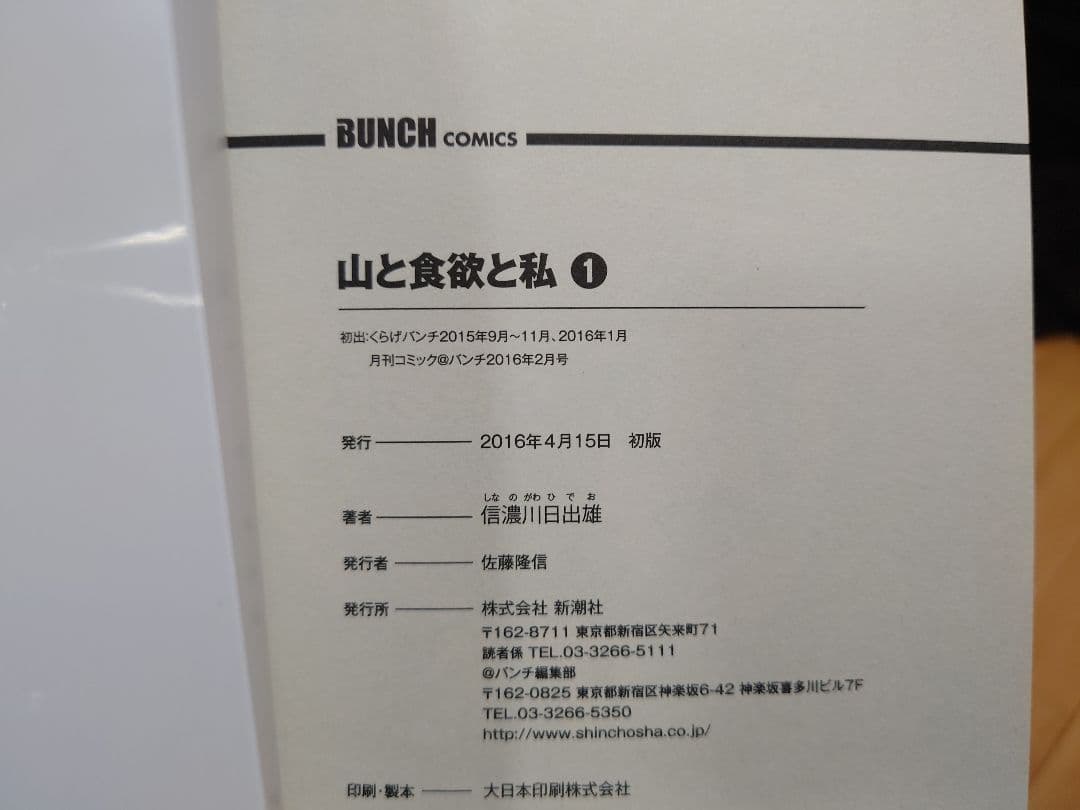 BUNCH COMICS
山と食欲と私 ❶
初出:くらげバンチ2015年9月〜11月、2016年1月
月刊コミック@バンチ2016年2月号
発行 2016年4月15日 初版
しなのがわひでお
著者 信濃川日出雄
発行者 佐藤隆信
発行所 株式会社 新潮社
〒162-8711 東京都新宿区矢来町71
読者係 TEL.03-3266-5111
@バンチ編集部
〒162-0825 東京都新宿区神楽坂6-42 神楽坂喜多川ビル7F
TEL.03-3266-5350
http://www.shinchosha.co.jp/
印刷・製本 大日本印刷株式会社